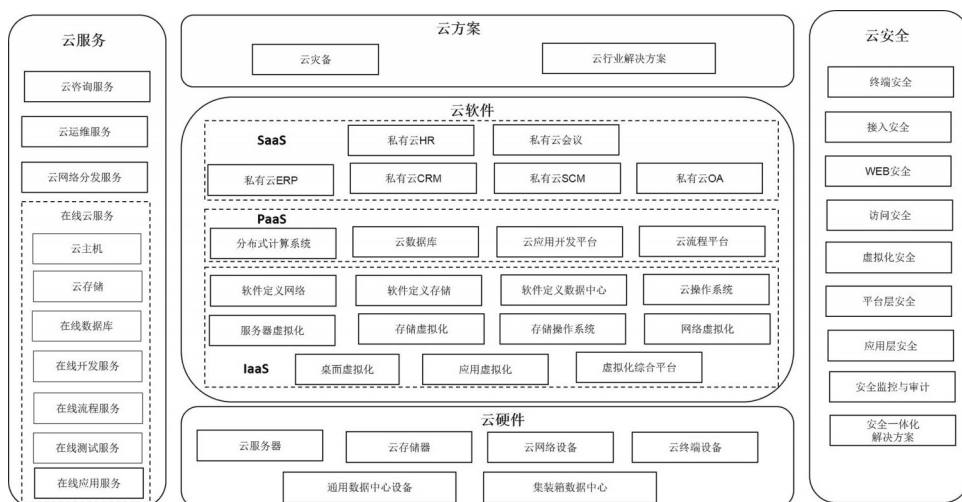 云服务
云咨询服务
云运维服务
云网络分发服务
在线云服务
云主机
云存储
在线数据库
在线开发服务
在线流程服务
在线测试服务
在线应用服务
云方案
云灾备
云行业解决方案
云软件
SaaS
私有云HR
私有云会议
私有云ERP
私有云CRM
私有云SCM
私有云OA
PaaS
分布式计算系统
云数据库
云应用开发平台
云流程平台
软件定义网络
软件定义存储
软件定义数据中心
云操作系统
服务器虚拟化
存储虚拟化
存储操作系统
网络虚拟化
IaaS
桌面虚拟化
应用虚拟化
虚拟化综合平台
云硬件
云服务器
云存储器
云网络设备
云终端设备
通用数据中心设备
集装箱数据中心
云安全
终端安全
接入安全
WEB安全
访问安全
虚拟化安全
平台层安全
应用层安全
安全监控与审计
安全一体化
解决方案